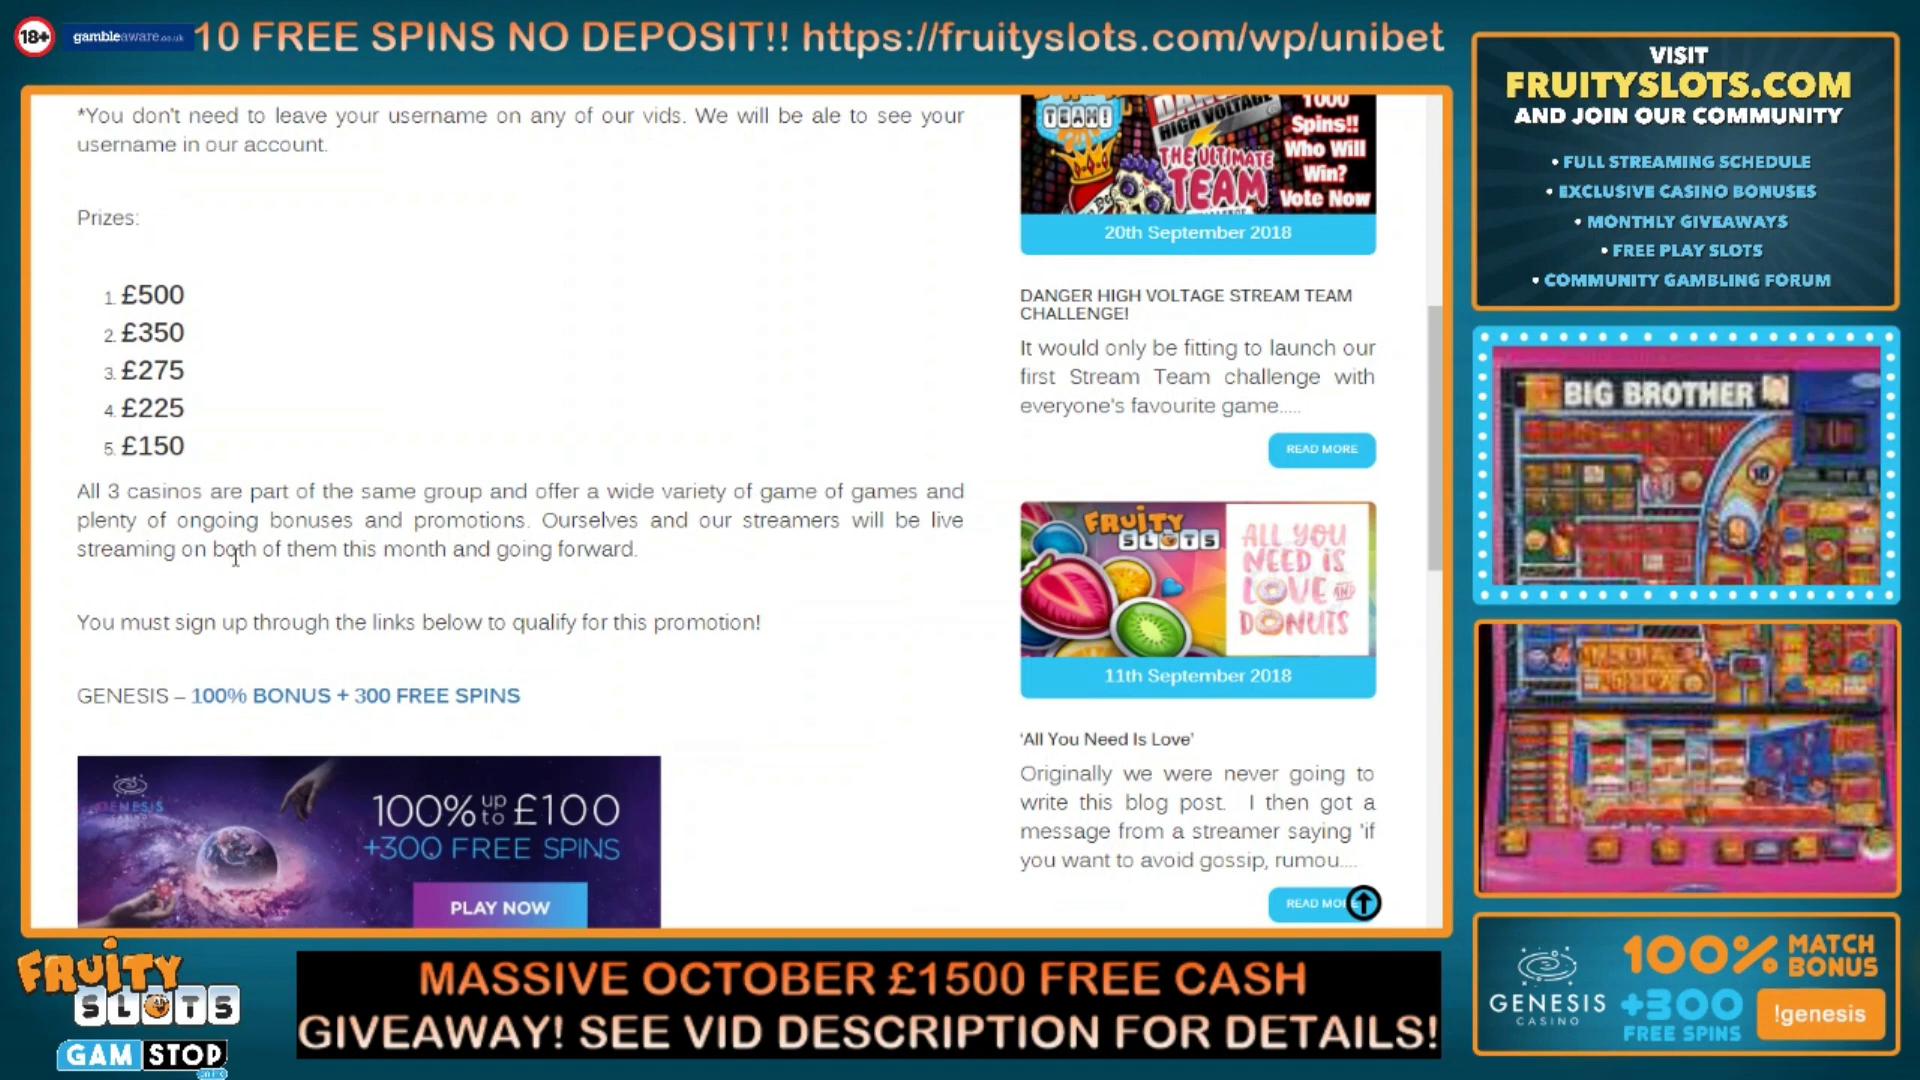 18+
gambleaware.co.uk
10 FREE SPINS NO DEPOSIT!! https://fruityslots.com/wp/unibet
*You don't need to leave your username on any of our vids. We will be ale to see your
username in our account.
Prizes:
1. £500
2. £350
3. £275
4. £225
5. £150
All 3 casinos are part of the same group and offer a wide variety of game of games and
plenty of ongoing bonuses and promotions. Ourselves and our streamers will be live
streaming on both of them this month and going forward.
You must sign up through the links below to qualify for this promotion!
GENESIS – 100% BONUS + 300 FREE SPINS
GENESIS
100% up to £100
+300 FREE SPINS
PLAY NOW
TEAM!
HIGH VOLTAGE
THE ULTIMATE
TEAM
1000
Spins!!
Who Will
Win?
Vote Now
20th September 2018
DANGER HIGH VOLTAGE STREAM TEAM
CHALLENGE!
It would only be fitting to launch our
first Stream Team challenge with
everyone's favourite game.....
READ MORE
FRUITY
SLOTS
ALL YOU
NEED IS
LOVE AND
DONUTS
11th September 2018
'All You Need Is Love'
Originally we were never going to
write this blog post. I then got a
message from a streamer saying 'if
you want to avoid gossip, rumou....
READ MORE
VISIT
FRUITYSLOTS.COM
AND JOIN OUR COMMUNITY
• FULL STREAMING SCHEDULE
• EXCLUSIVE CASINO BONUSES
• MONTHLY GIVEAWAYS
• FREE PLAY SLOTS
• COMMUNITY GAMBLING FORUM
BIG BROTHER
GENESIS
CASINO
100% MATCH BONUS
+300 FREE SPINS
!genesis
FRUITY
SLOTS
GAMSTOP
MASSIVE OCTOBER £1500 FREE CASH
GIVEAWAY! SEE VID DESCRIPTION FOR DETAILS!